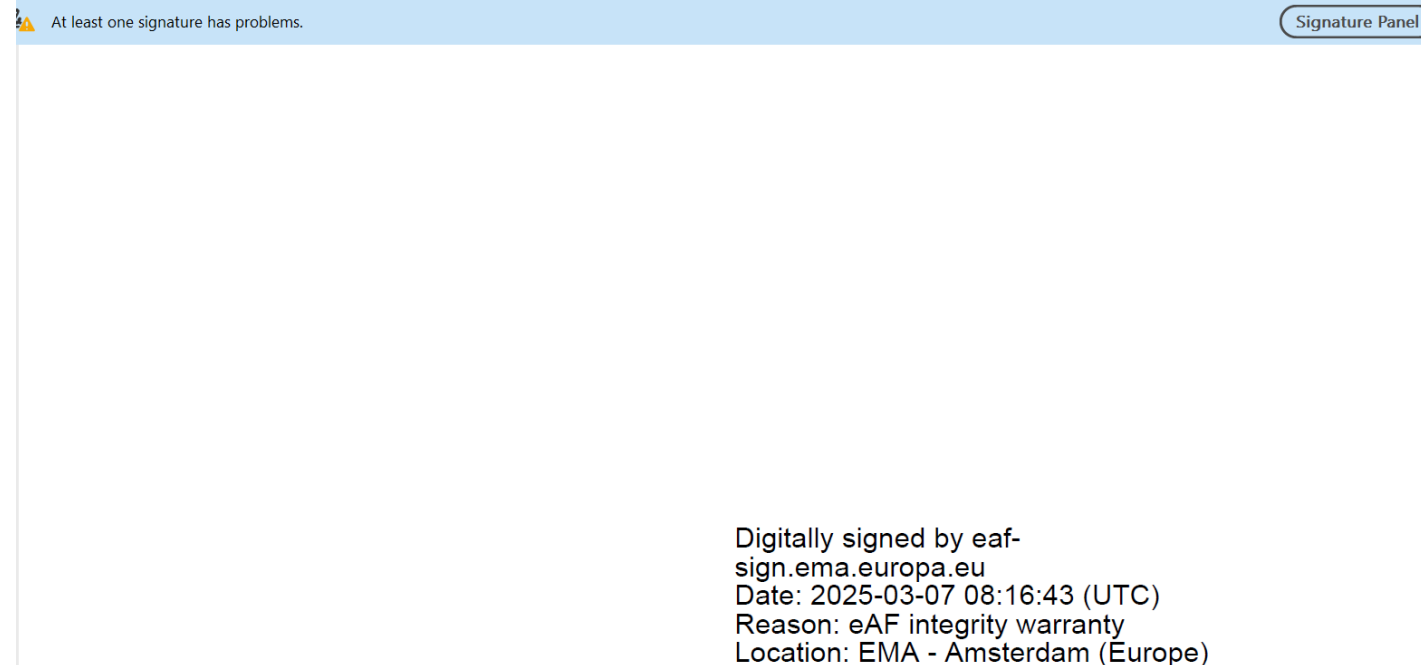 At least one signature has problems.
Signature Panel
Digitally signed by eaf-
sign.ema.europa.eu
Date: 2025-03-07 08:16:43 (UTC)
Reason: eAF integrity warranty
Location: EMA - Amsterdam (Europe)